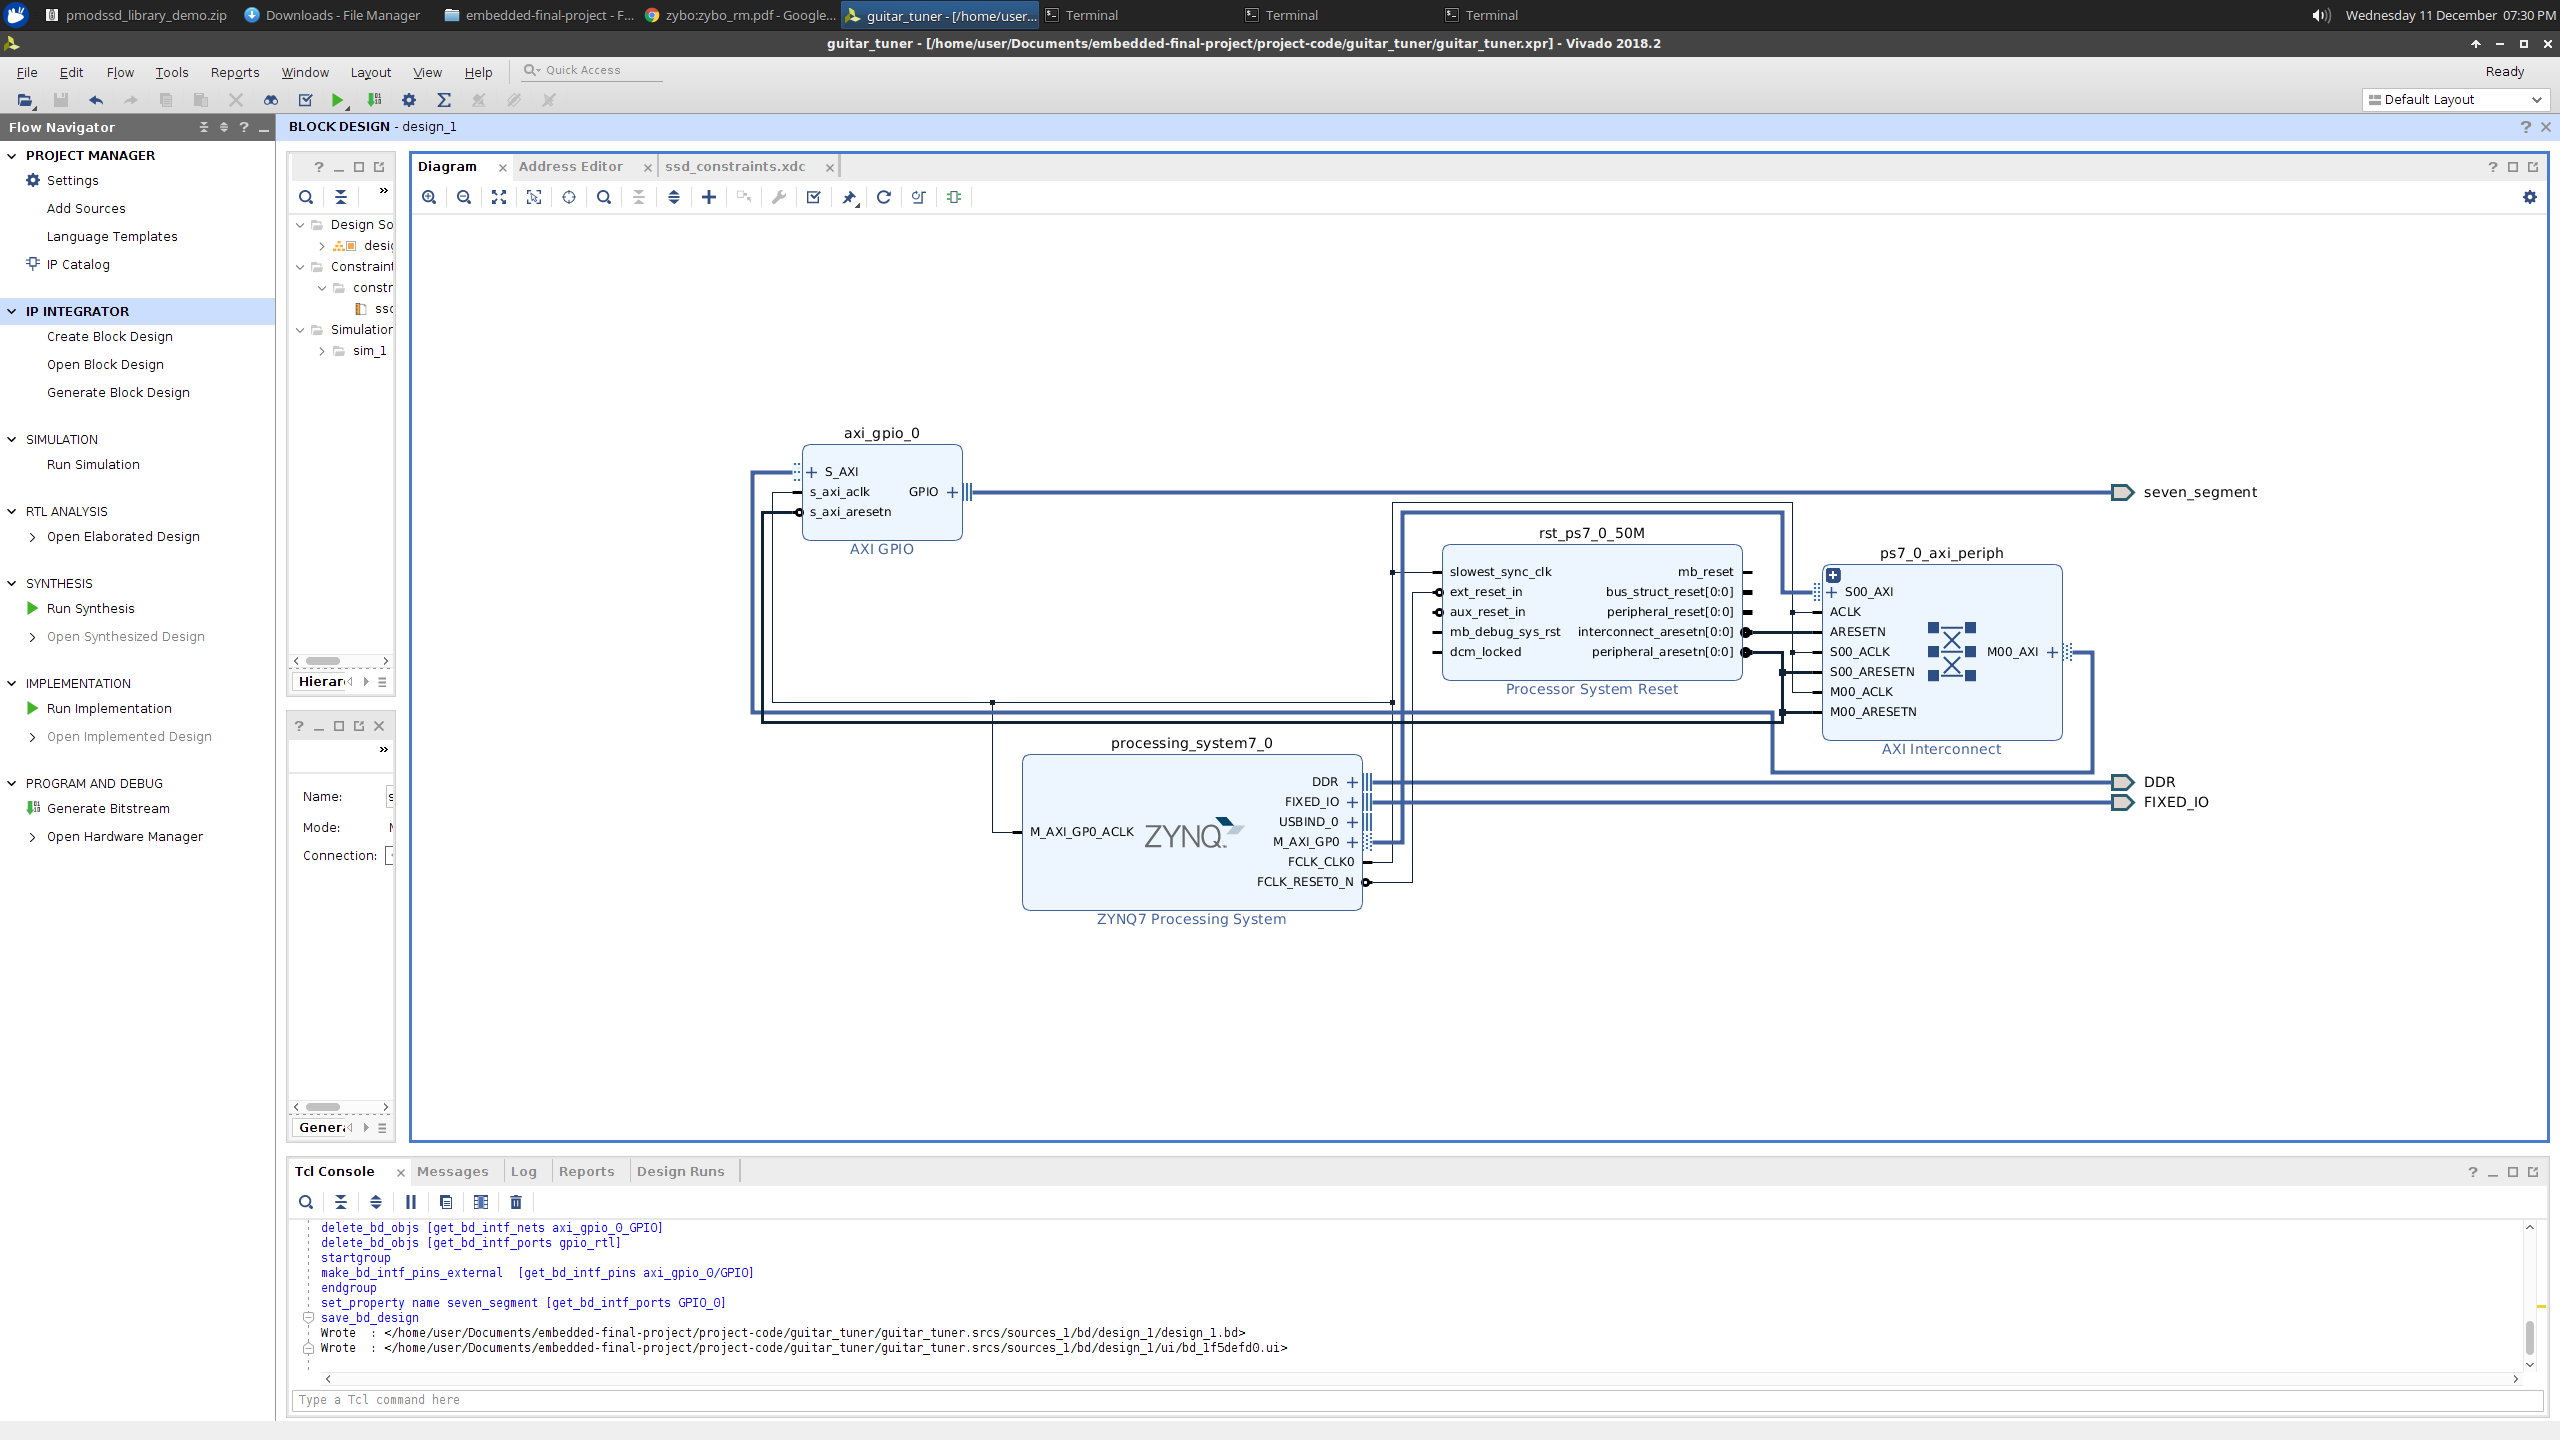 pmodssd_library_demo.zip
Downloads - File Manager
embedded-final-project - F...
zybo:zybo_rm.pdf - Google...
guitar_tuner - [/home/user...
Terminal
Terminal
Terminal
Wednesday 11 December 07:30 PM
guitar_tuner - [/home/user/Documents/embedded-final-project/project-code/guitar_tuner/guitar_tuner.xpr] - Vivado 2018.2
File Edit Flow Tools Reports Window Layout View Help
Quick Access
Ready
Default Layout
Flow Navigator
PROJECT MANAGER
Settings
Add Sources
Language Templates
IP Catalog
IP INTEGRATOR
Create Block Design
Open Block Design
Generate Block Design
SIMULATION
Run Simulation
RTL ANALYSIS
Open Elaborated Design
SYNTHESIS
Run Synthesis
Open Synthesized Design
IMPLEMENTATION
Run Implementation
Open Implemented Design
PROGRAM AND DEBUG
Generate Bitstream
Open Hardware Manager
BLOCK DESIGN - design_1
Design So
desi
Constraint
constr
ssd
Simulation
sim_1
Hierar
Name:
Mode:
Connection:
Genera
Diagram
Address Editor
ssd_constraints.xdc
axi_gpio_0
S_AXI
s_axi_aclk
s_axi_aresetn
GPIO
AXI GPIO
seven_segment
rst_ps7_0_50M
slowest_sync_clk
ext_reset_in
aux_reset_in
mb_debug_sys_rst
dcm_locked
mb_reset
bus_struct_reset[0:0]
peripheral_reset[0:0]
interconnect_aresetn[0:0]
peripheral_aresetn[0:0]
Processor System Reset
ps7_0_axi_periph
S00_AXI
ACLK
ARESETN
S00_ACLK
S00_ARESETN
M00_ACLK
M00_ARESETN
M00_AXI
AXI Interconnect
processing_system7_0
M_AXI_GP0_ACLK
ZYNQ
DDR
FIXED_IO
USBIND_0
M_AXI_GP0
FCLK_CLK0
FCLK_RESET0_N
ZYNQ7 Processing System
DDR
FIXED_IO
Tcl Console
Messages
Log
Reports
Design Runs
delete_bd_objs [get_bd_intf_nets axi_gpio_0_GPIO]
delete_bd_objs [get_bd_intf_ports gpio_rtl]
startgroup
make_bd_intf_pins_external  [get_bd_intf_pins axi_gpio_0/GPIO]
endgroup
set_property name seven_segment [get_bd_intf_ports GPIO_0]
save_bd_design
Wrote  : </home/user/Documents/embedded-final-project/project-code/guitar_tuner/guitar_tuner.srcs/sources_1/bd/design_1/design_1.bd>
Wrote  : </home/user/Documents/embedded-final-project/project-code/guitar_tuner/guitar_tuner.srcs/sources_1/bd/design_1/ui/bd_1f5defd0.ui>
Type a Tcl command here